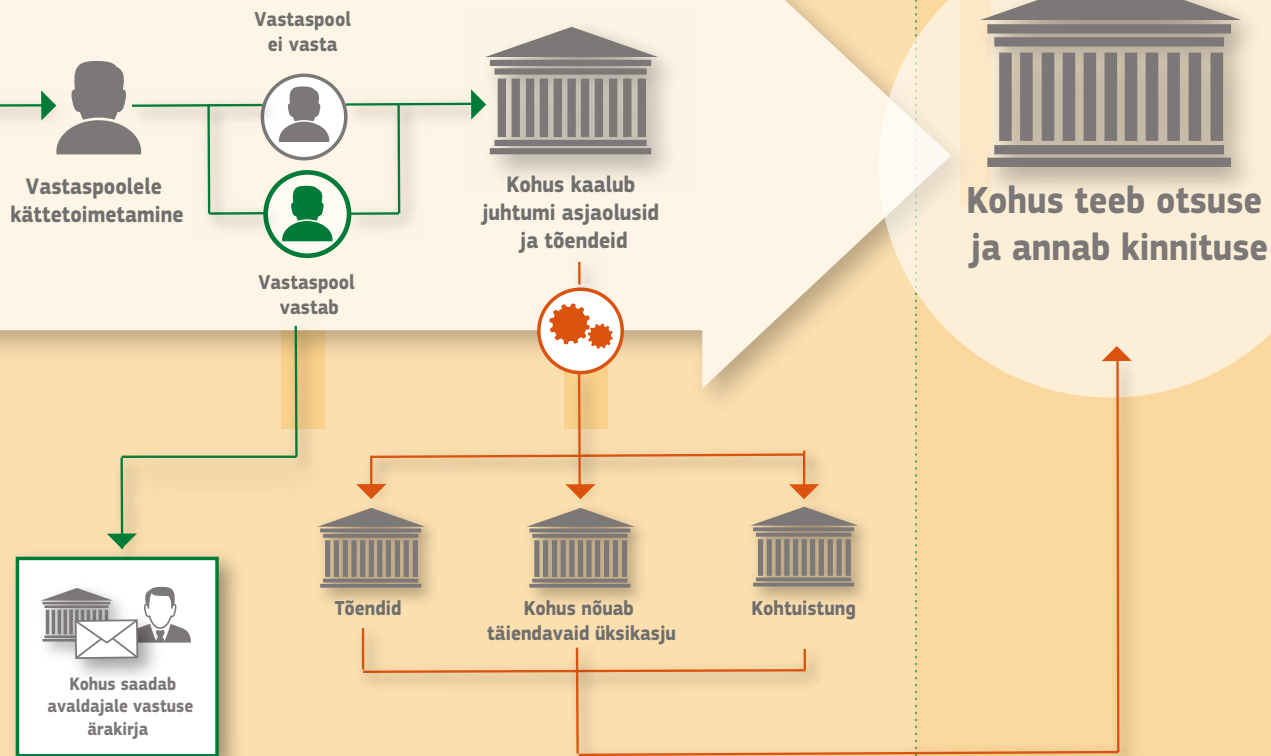 Vastaspool
ei vasta
Vastaspoolele
kättetoimetamine
Vastaspool
vastab
Kohus kaalub
juhtumi asjaolusid
ja tõendeid
Kohus teeb otsuse
ja annab kinnituse
Tõendid
Kohus nõuab
täiendavaid üksikasju
Kohtuistung
Kohus saadab
avaldajale vastuse
ärakirja